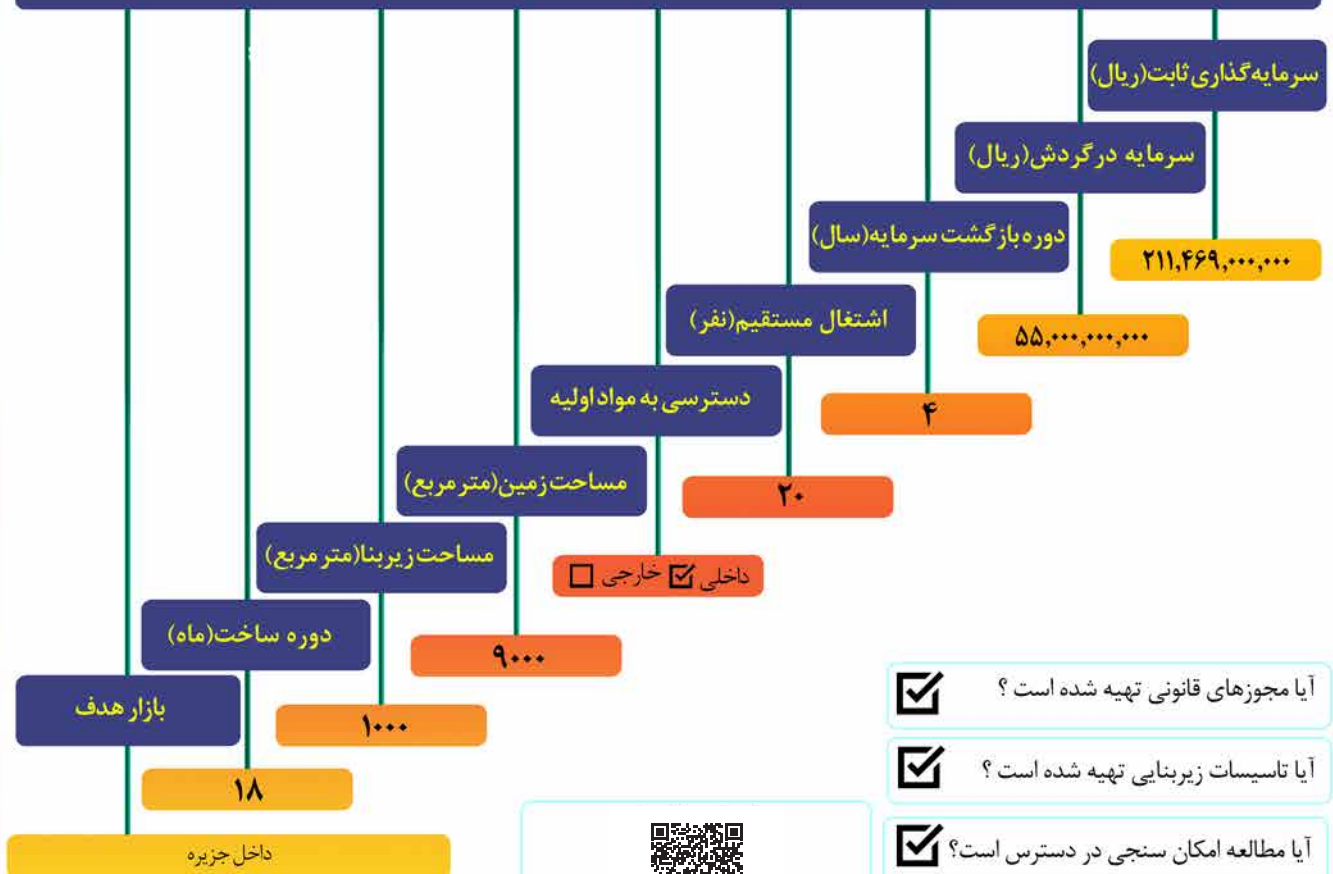 سرمایه‌گذاری ثابت(ریال)
۲۱۱,۴۶۹,۰۰۰,۰۰۰
سرمایه در گردش(ریال)
۵۵,۰۰۰,۰۰۰,۰۰۰
دوره بازگشت سرمایه(سال)
۴
اشتغال مستقیم(نفر)
۲۰
دسترسی به مواد اولیه
داخلی ☑ خارجی ☐
مساحت زمین(متر مربع)
۹۰۰۰
مساحت زیربنا(متر مربع)
۱۰۰۰
دوره ساخت(ماه)
۱۸
بازار هدف
داخل جزیره
آیا مجوزهای قانونی تهیه شده است ؟ ☑
آیا تاسیسات زیربنایی تهیه شده است ؟ ☑
آیا مطالعه امکان سنجی در دسترس است؟ ☑